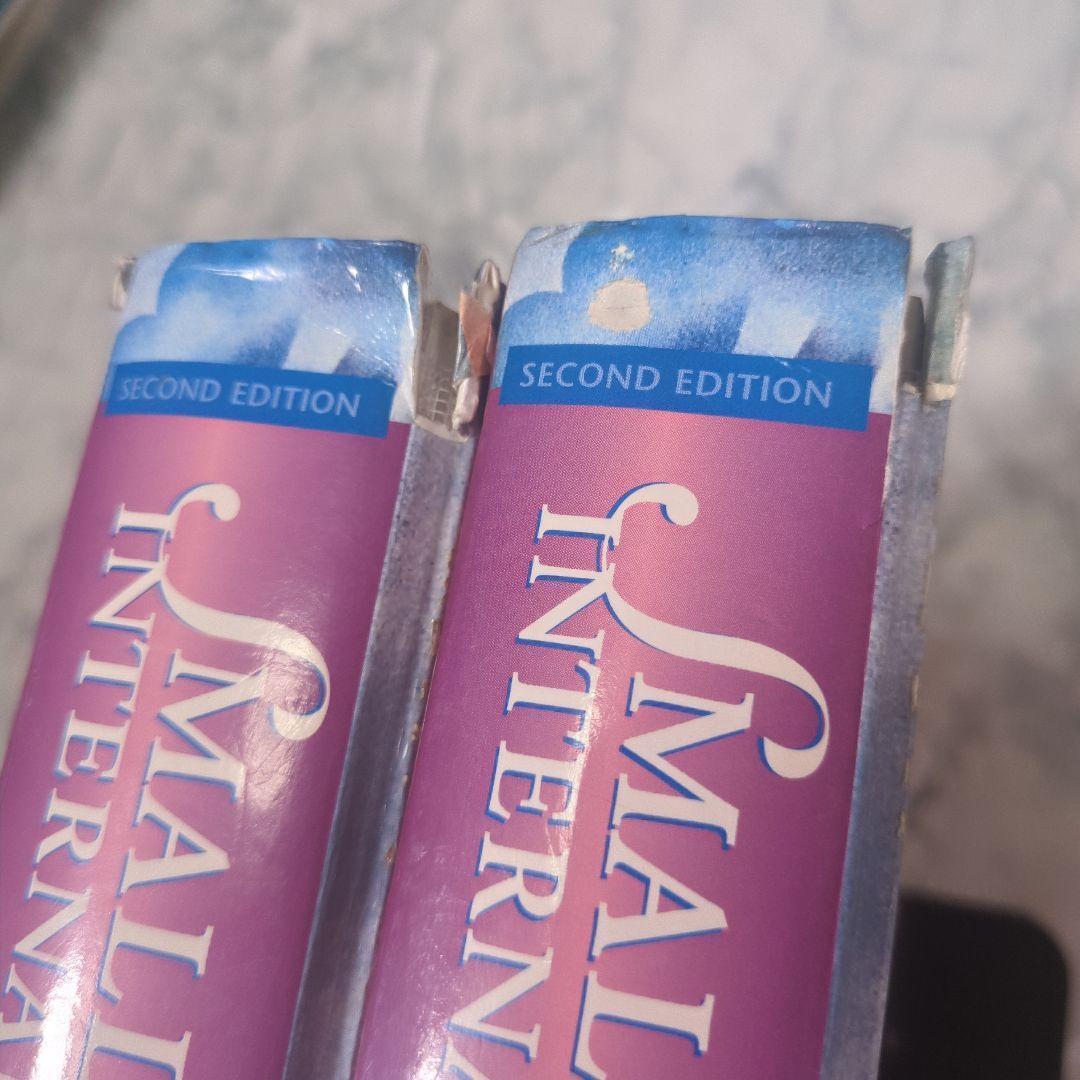 SECOND EDITION
SMALL
INTERNA
SECOND EDITION
SMAL
INTERN